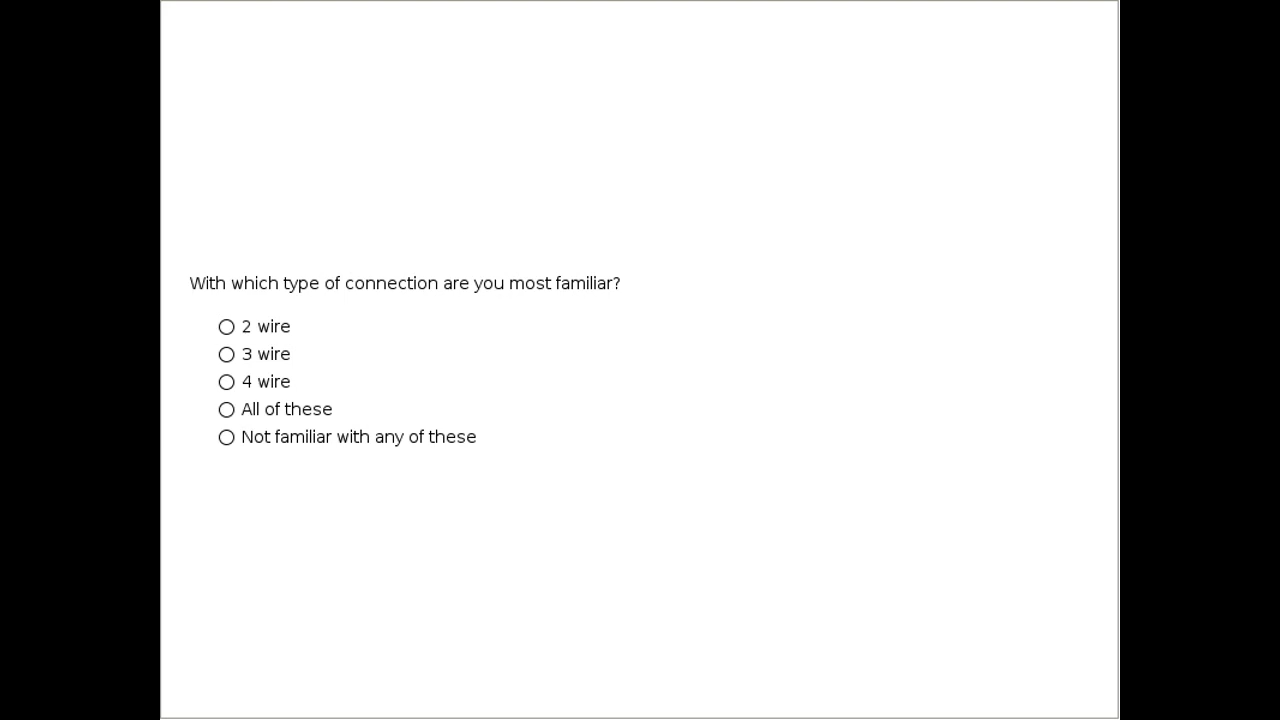 With which type of connection are you most familiar?
2 wire
3 wire
4 wire
All of these
Not familiar with any of these